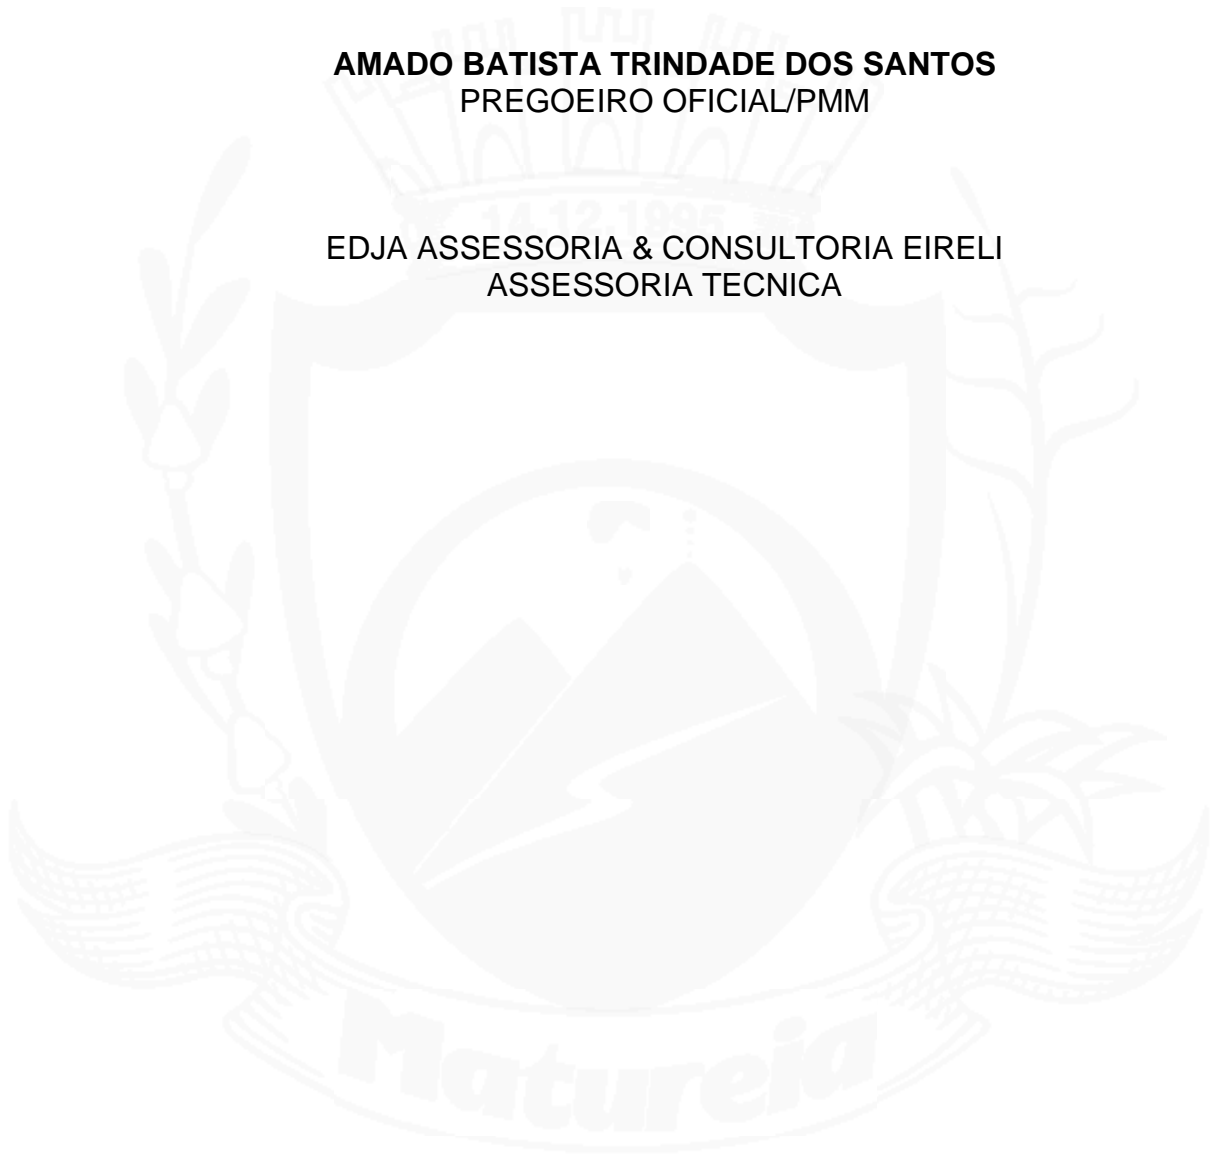 AMADO BATISTA TRINDADE DOS SANTOS
PREGOEIRO OFICIAL/PMM
14.12.1995
EDJA ASSESSORIA & CONSULTORIA EIRELI
ASSESSORIA TECNICA
Matureia